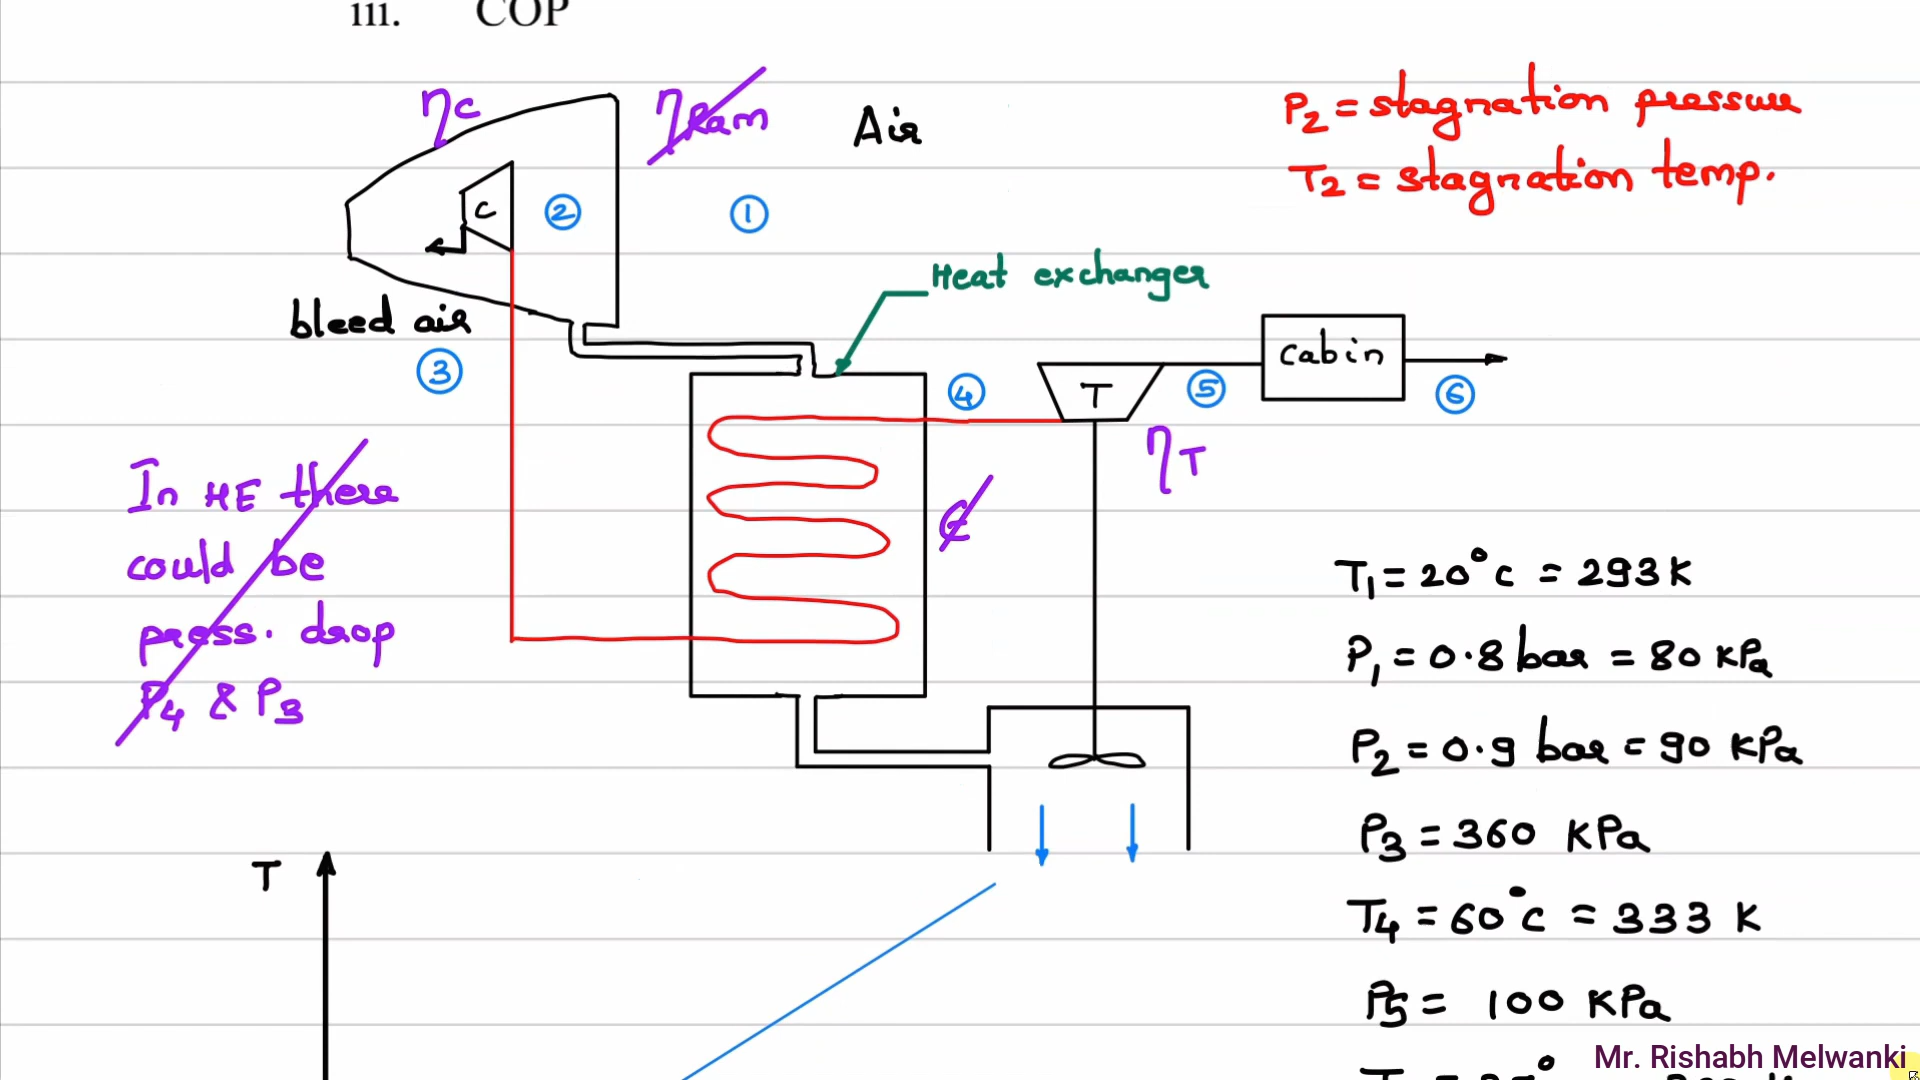 iii. COP
ηc
ηRam
Air
P2 = stagnation pressure
T2 = stagnation temp.
C
②
①
Heat exchanger
bleed air
③
④
T
⑤
Cabin
⑥
ηT
In HE there
could be
press. drop
P4 & P3
ϵ
T1 = 20°c = 293 K
P1 = 0.8 bar = 80 KPa
P2 = 0.9 bar = 90 KPa
P3 = 360 KPa
T4 = 60°c = 333 K
P5 = 100 KPa
T
Mr. Rishabh Melwanki